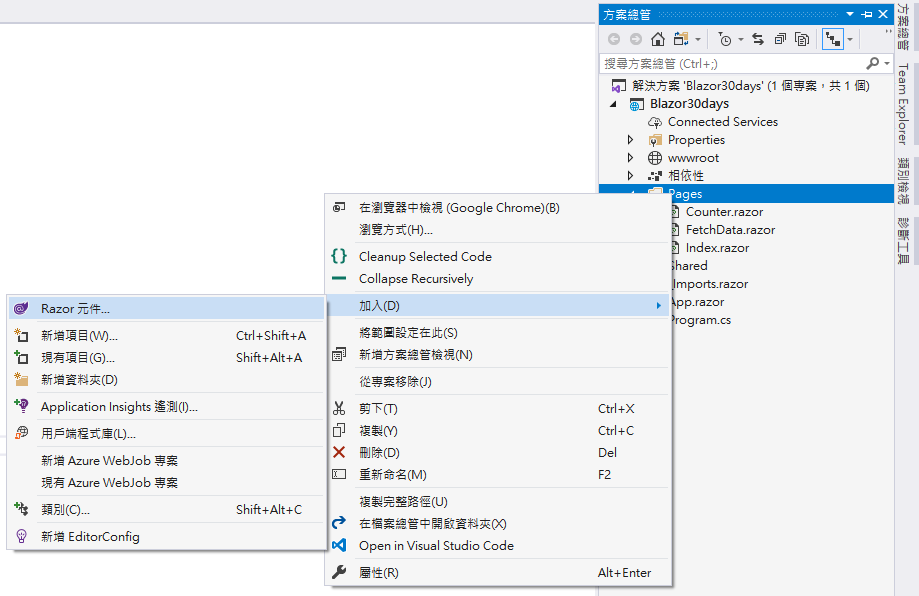 方案總管
搜尋方案總管 (Ctrl+;)
解決方案 'Blazor30days' (1 個專案，共 1 個)
Blazor30days
Connected Services
Properties
wwwroot
相依性
Pages
Counter.razor
FetchData.razor
Index.razor
Shared
_Imports.razor
App.razor
Program.cs
方案總管
Team Explorer
類別檢視
診斷工具
在瀏覽器中檢視 (Google Chrome)(B)
瀏覽方式(H)...
Cleanup Selected Code
Collapse Recursively
加入(D)
將範圍設定在此(S)
新增方案總管檢視(N)
從專案移除(J)
剪下(T) Ctrl+X
複製(Y) Ctrl+C
刪除(D) Del
重新命名(M) F2
複製完整路徑(U)
在檔案總管中開啟資料夾(X)
Open in Visual Studio Code
屬性(R) Alt+Enter
Razor 元件...
新增項目(W)... Ctrl+Shift+A
現有項目(G)... Shift+Alt+A
新增資料夾(D)
Application Insights 遙測(I)...
用戶端程式庫(L)...
新增 Azure WebJob 專案
現有 Azure WebJob 專案
類別(C)... Shift+Alt+C
新增 EditorConfig